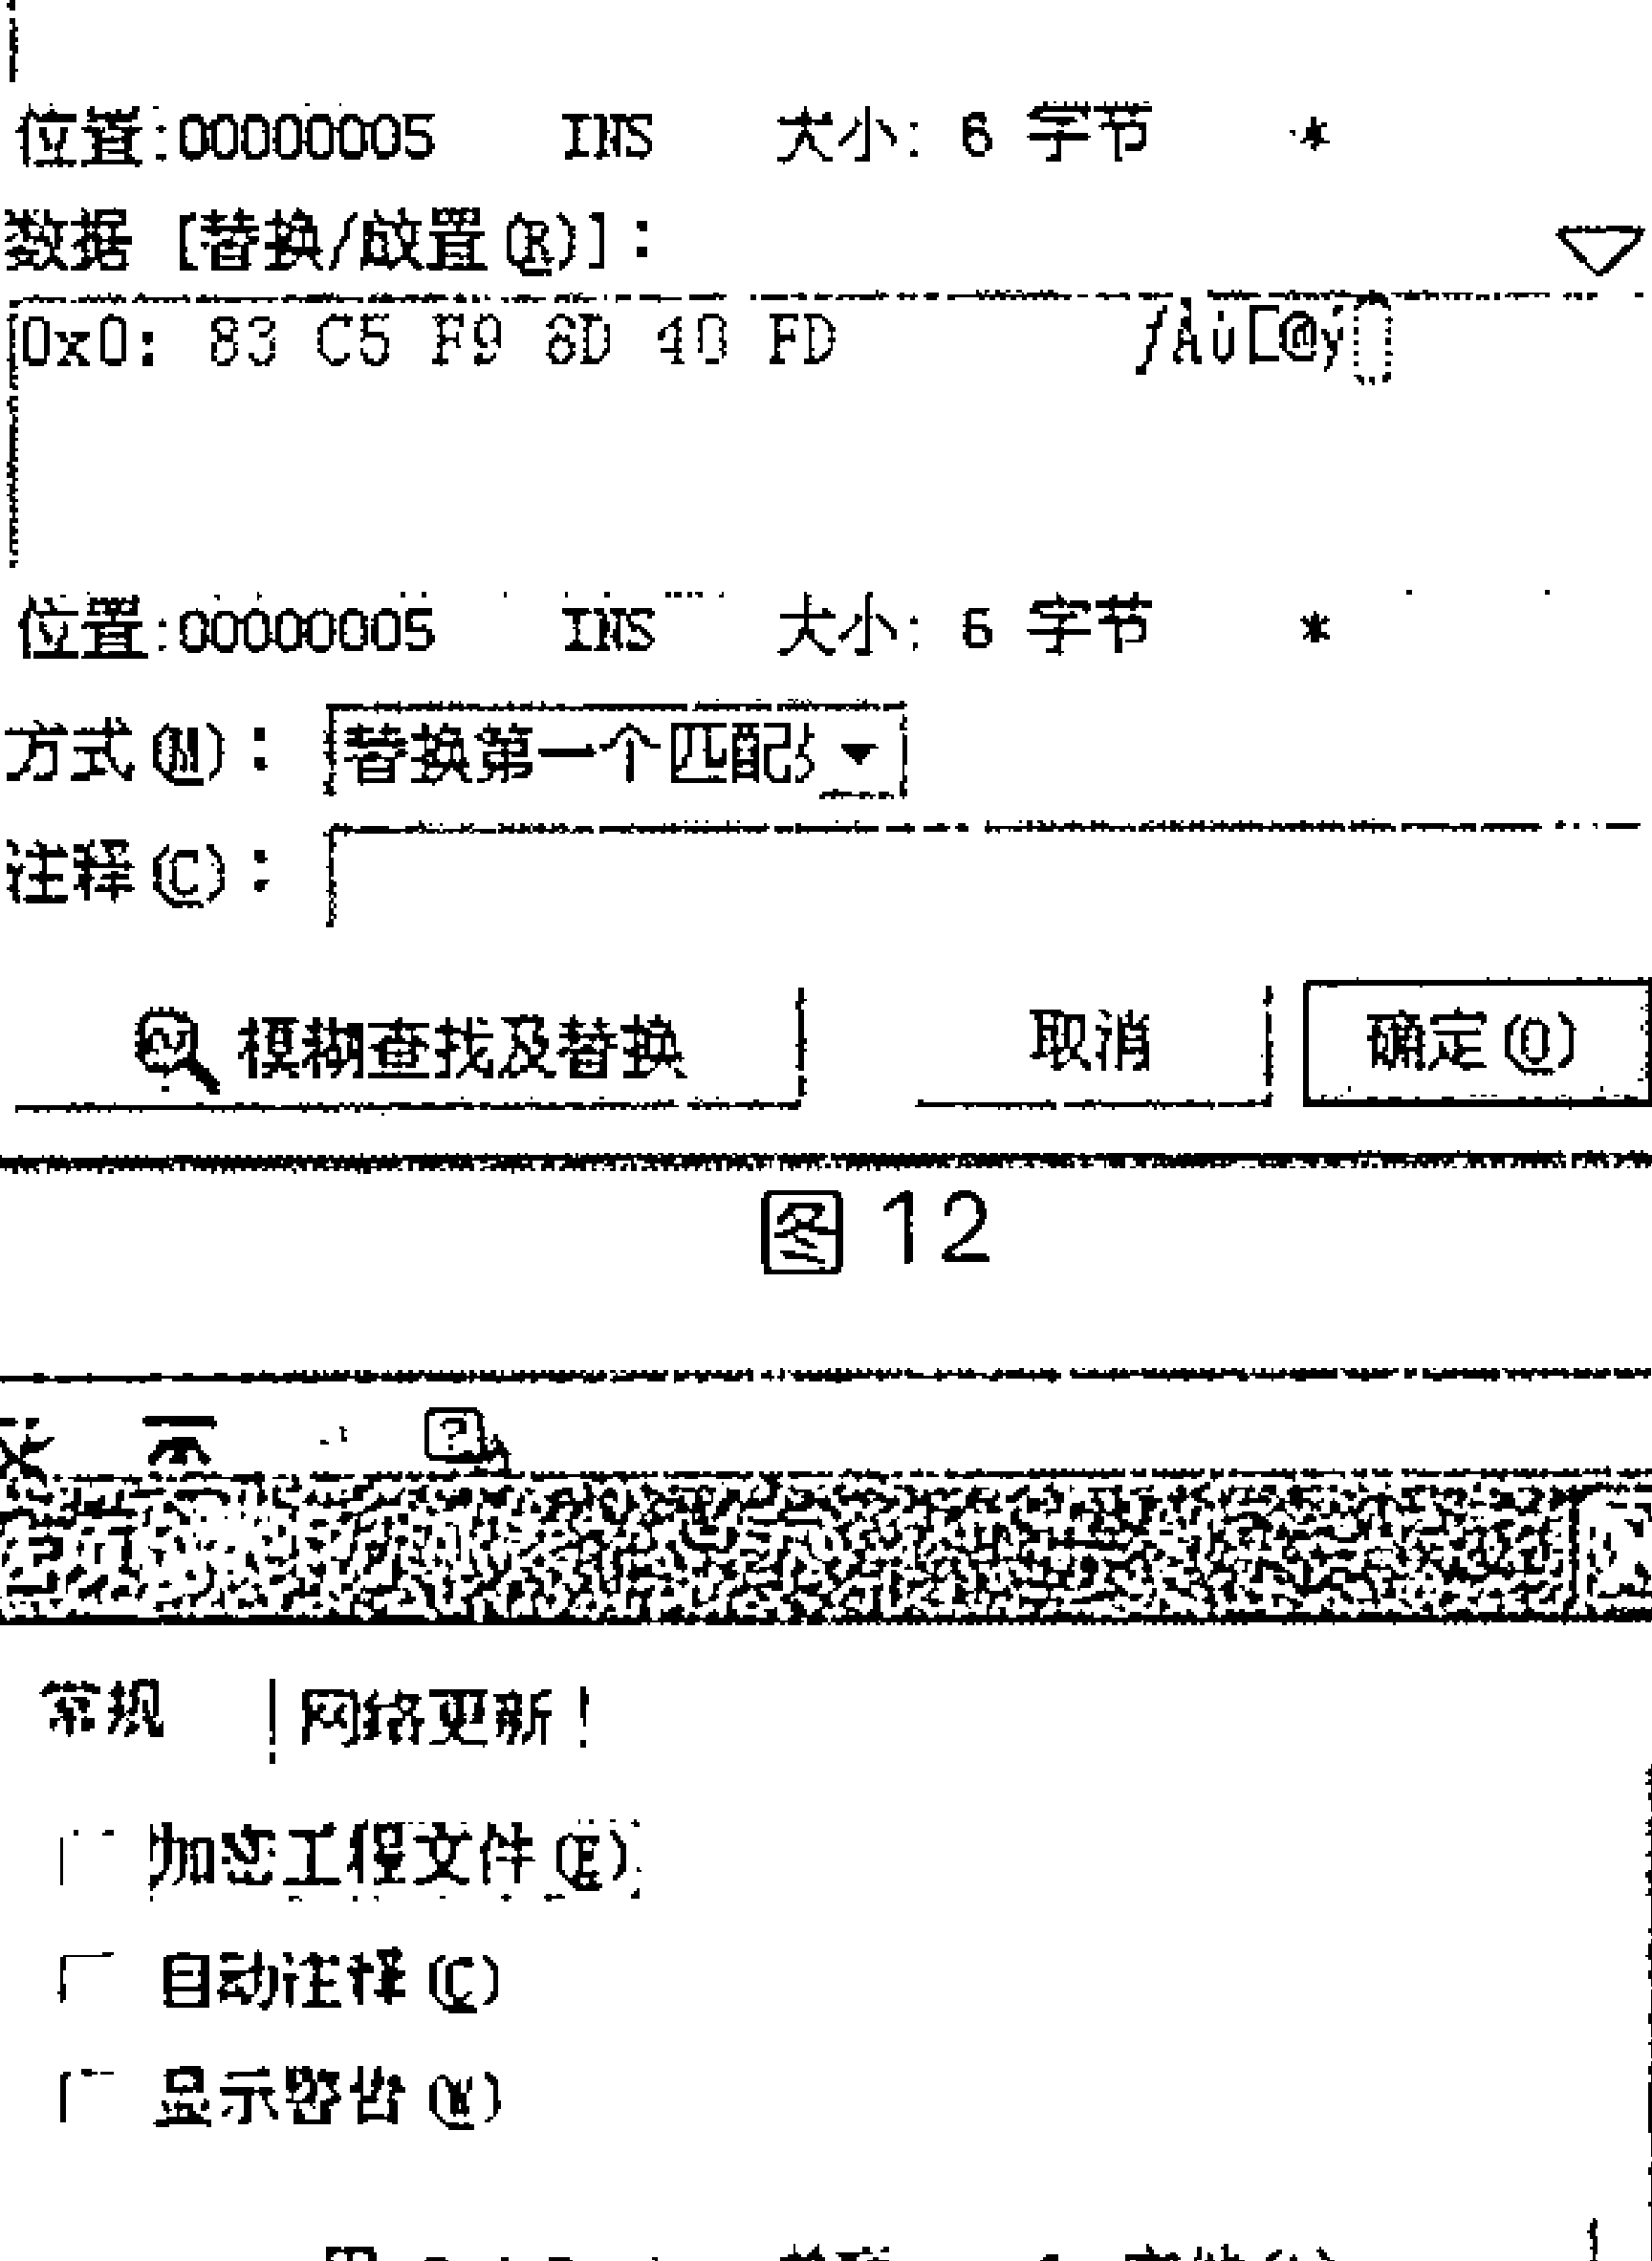 位置:00000005 INS 大小: 6 字节 *
数据 [替换/放置(R)]:
0x0: 83 C5 F9 8D 40 FD
位置:00000005 INS 大小: 6 字节 *
方式(M): 替换第一个匹配
注释(C):
模糊查找及替换 取消 确定(O)
图 12
常规 网络更新!
加密工程文件(E)
自动注释(C)
显示密码(W)